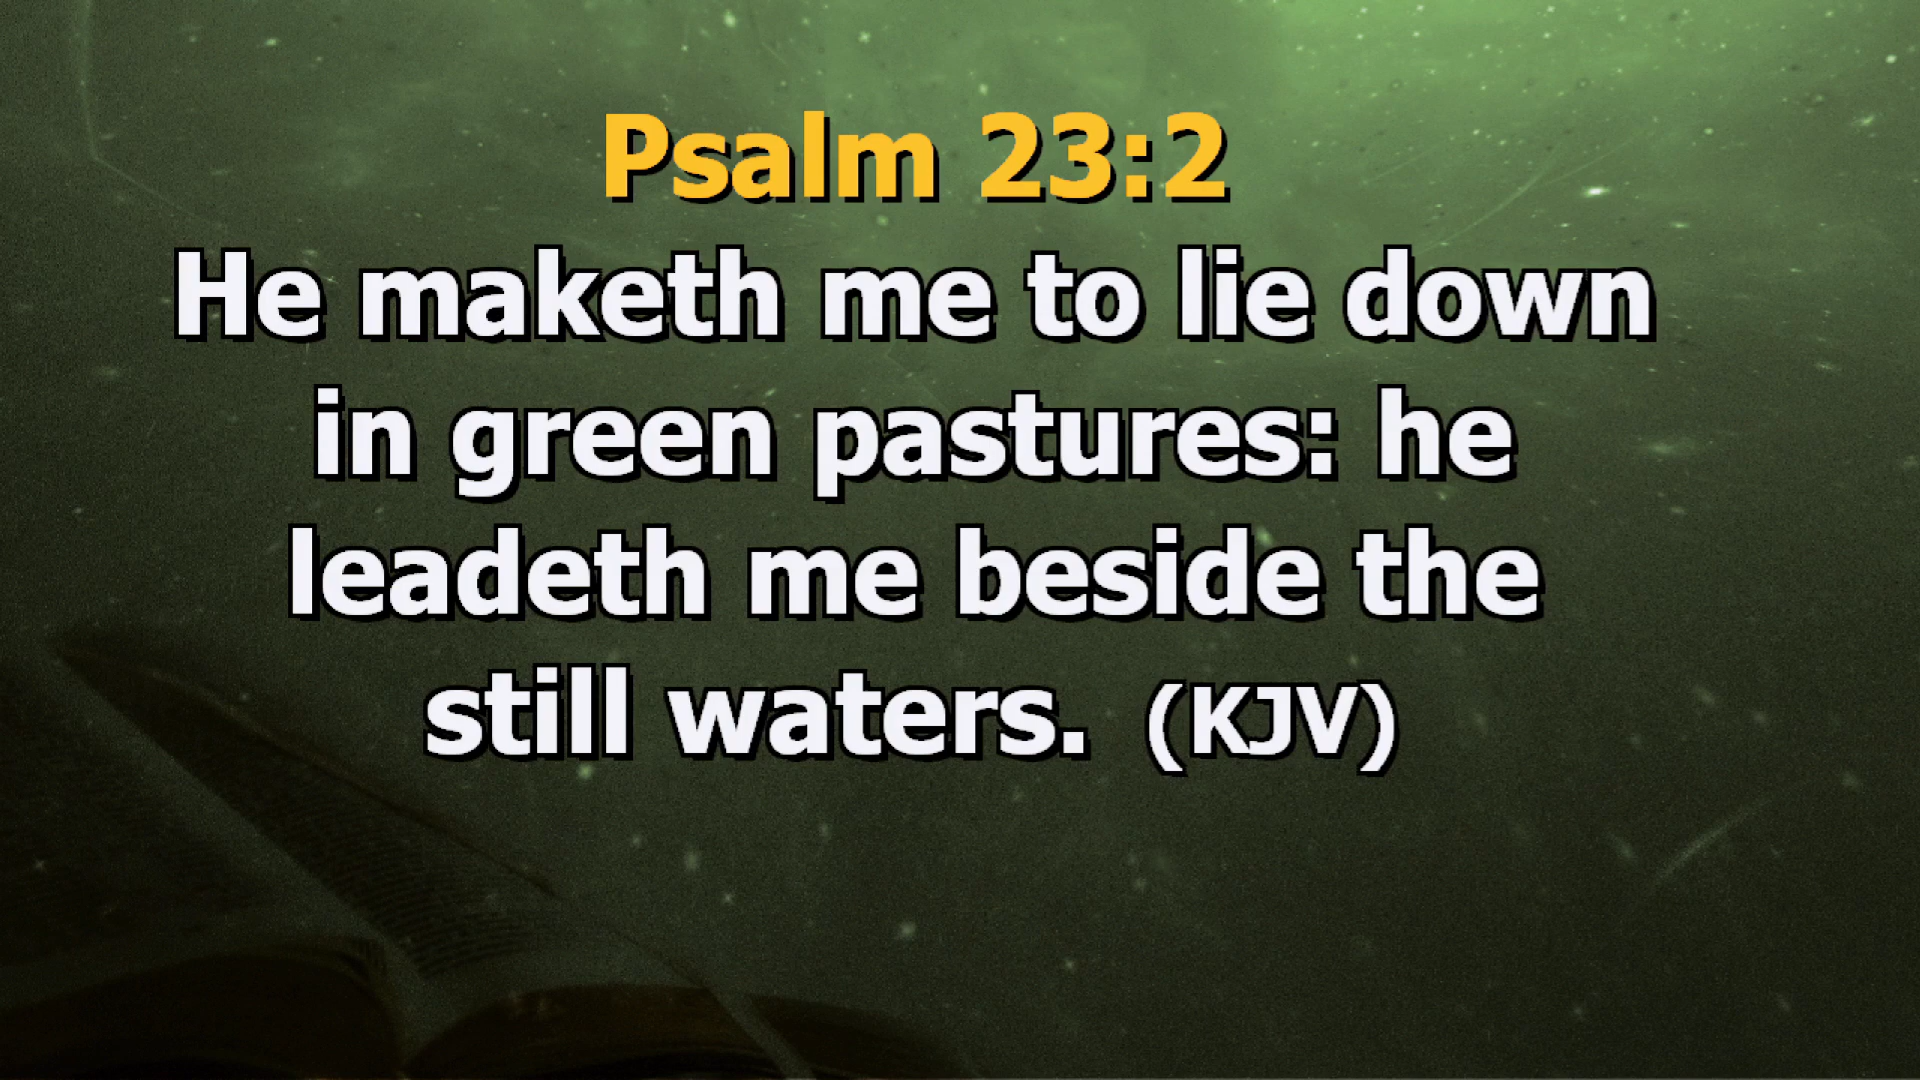 Psalm 23:2
He maketh me to lie down
in green pastures: he
leadeth me beside the
still waters. (KJV)